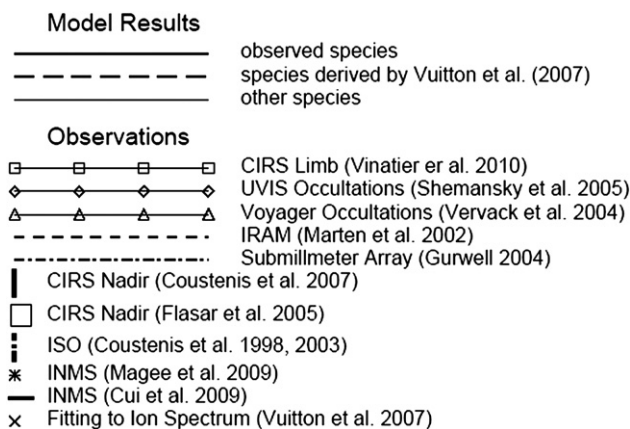 Model Results
observed species
species derived by Vuitton et al. (2007)
other species
Observations
CIRS Limb (Vinatier er al. 2010)
UVIS Occultations (Shemansky et al. 2005)
Voyager Occultations (Vervack et al. 2004)
IRAM (Marten et al. 2002)
Submillmeter Array (Gurwell 2004)
CIRS Nadir (Coustenis et al. 2007)
CIRS Nadir (Flasar et al. 2005)
ISO (Coustenis et al. 1998, 2003)
INMS (Magee et al. 2009)
INMS (Cui et al. 2009)
Fitting to Ion Spectrum (Vuitton et al. 2007)